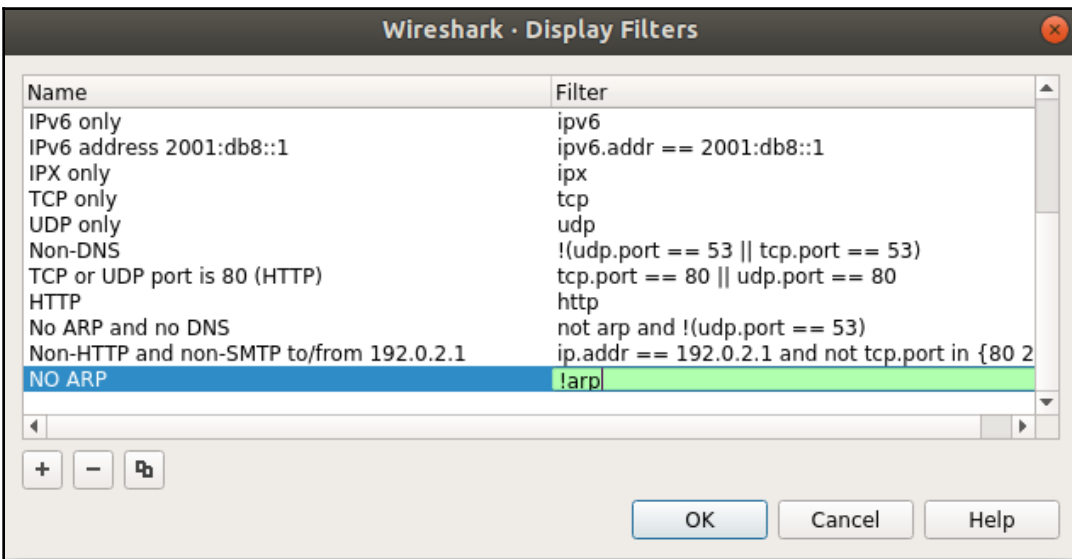 Wireshark · Display Filters
Name Filter
IPv6 only ipv6
IPv6 address 2001:db8::1 ipv6.addr == 2001:db8::1
IPX only ipx
TCP only tcp
UDP only udp
Non-DNS !(udp.port == 53 || tcp.port == 53)
TCP or UDP port is 80 (HTTP) tcp.port == 80 || udp.port == 80
HTTP http
No ARP and no DNS not arp and !(udp.port == 53)
Non-HTTP and non-SMTP to/from 192.0.2.1 ip.addr == 192.0.2.1 and not tcp.port in {80 2
NO ARP !arp
OK Cancel Help